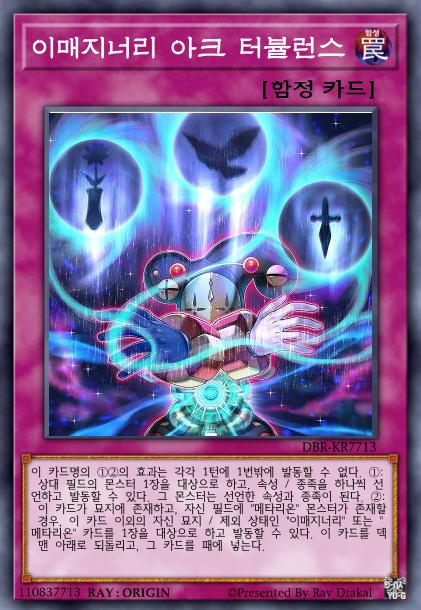 이매지너리 아크 터뷸런스
함정
罠
[함정 카드]
DBR-KR7713
이 카드명의 ①②의 효과는 각각 1턴에 1번밖에 발동할 수 없다. ①:
상대 필드의 몬스터 1장을 대상으로 하고, 속성 / 종족을 하나씩 선
언하고 발동할 수 있다. 그 몬스터는 선언한 속성과 종족이 된다. ②:
이 카드가 묘지에 존재하고, 자신 필드에 "메타리온" 몬스터가 존재할
경우, 이 카드 이외의 자신 묘지 / 제외 상태인 "이매지너리" 또는 "
메타리온" 카드를 1장을 대상으로 하고 발동할 수 있다. 이 카드를 덱
맨 아래로 되돌리고, 그 카드를 패에 넣는다.
110837713 RAY : ORIGIN ©Presented By Ray Drakal